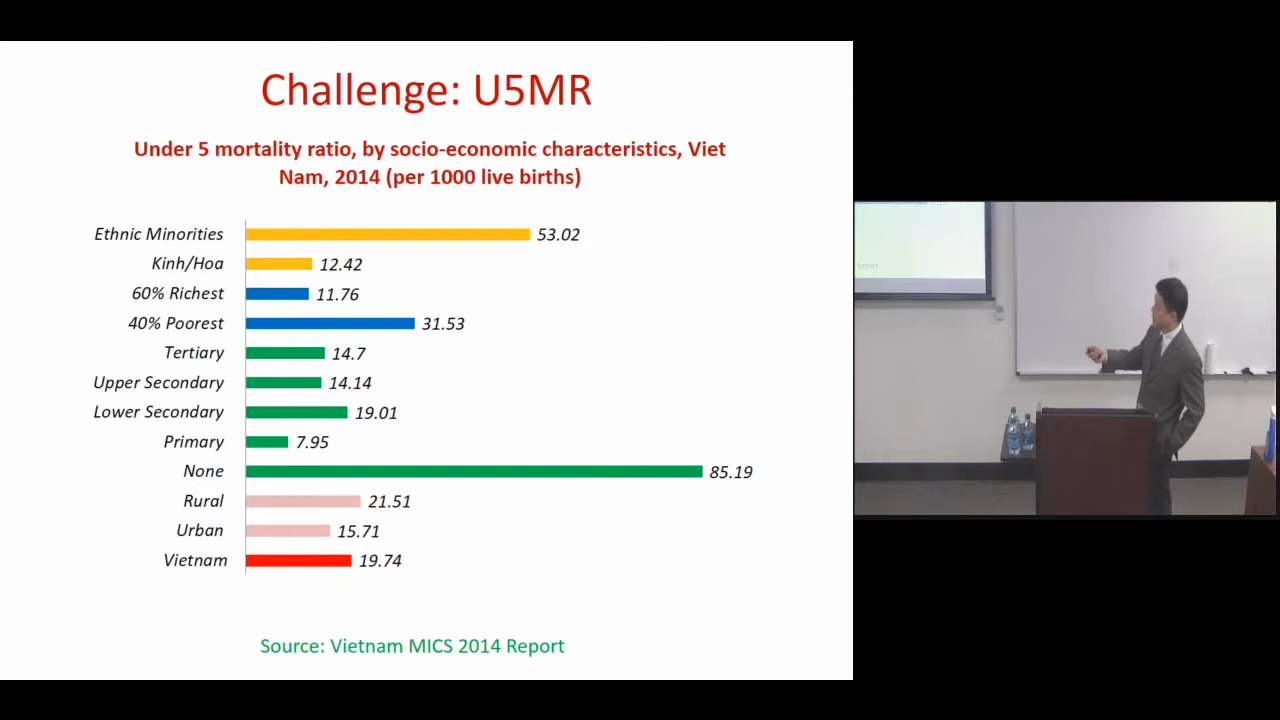 Challenge: U5MR
Under 5 mortality ratio, by socio-economic characteristics, Viet
Nam, 2014 (per 1000 live births)
Ethnic Minorities 53.02
Kinh/Hoa 12.42
60% Richest 11.76
40% Poorest 31.53
Tertiary 14.7
Upper Secondary 14.14
Lower Secondary 19.01
Primary 7.95
None 85.19
Rural 21.51
Urban 15.71
Vietnam 19.74
Source: Vietnam MICS 2014 Report
Report